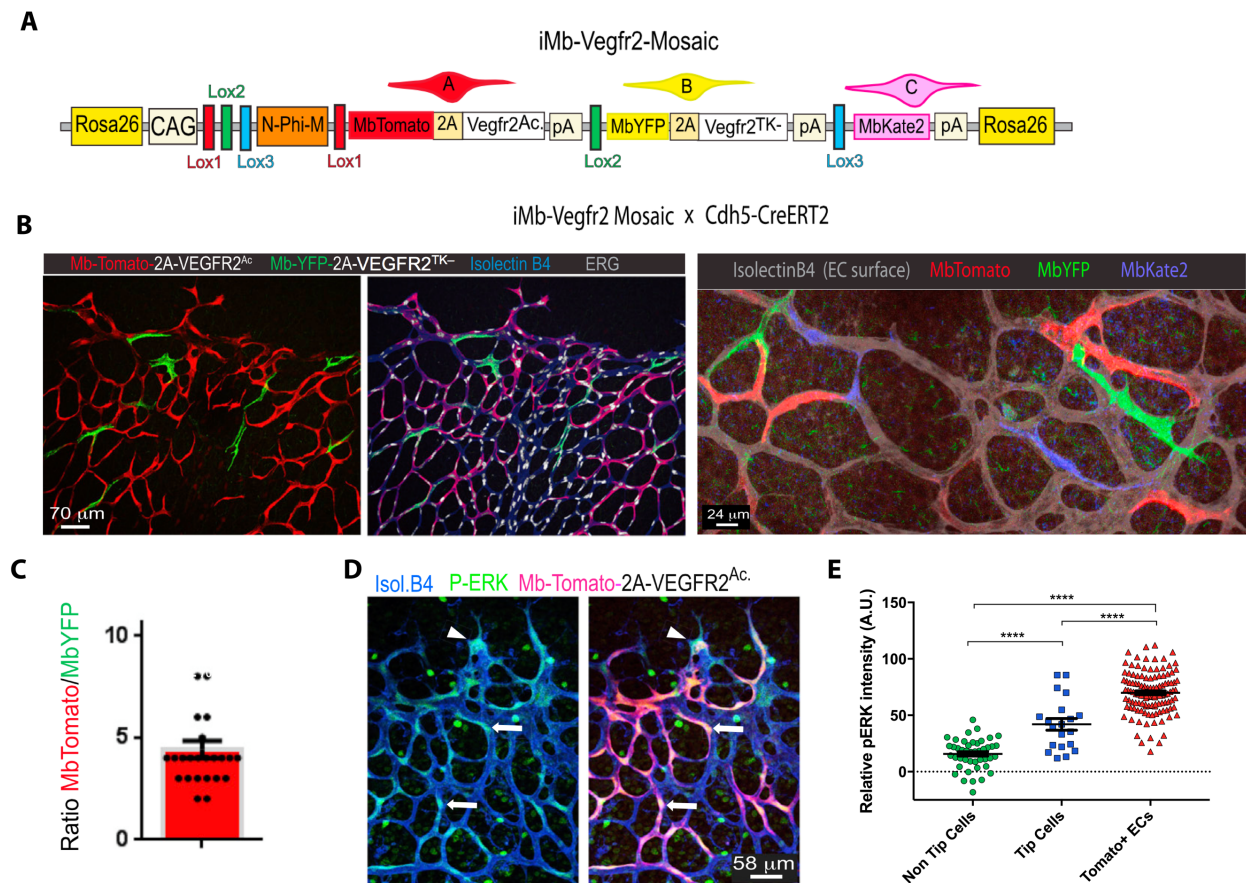 A
iMb-Vegfr2-Mosaic
A B C
Lox2
Rosa26 CAG N-Phi-M MbTomato 2A Vegfr2Ac. pA MbYFP 2A Vegfr2TK- pA MbKate2 pA Rosa26
Lox1 Lox3 Lox1 Lox2 Lox3
B
iMb-Vegfr2 Mosaic x Cdh5-CreERT2
Mb-Tomato-2A-VEGFR2Ac Mb-YFP-2A-VEGFR2TK– Isolectin B4 ERG
IsolectinB4 (EC surface) MbTomato MbYFP MbKate2
70 μm
24 μm
C
Ratio MbTomato/MbYFP
10
5
0
D
Isol.B4 P-ERK Mb-Tomato-2A-VEGFR2Ac.
58 μm
E
Relative pERK intensity (A.U.)
150
100
50
0
****
****
****
Non Tip Cells
Tip Cells
Tomato+ ECs